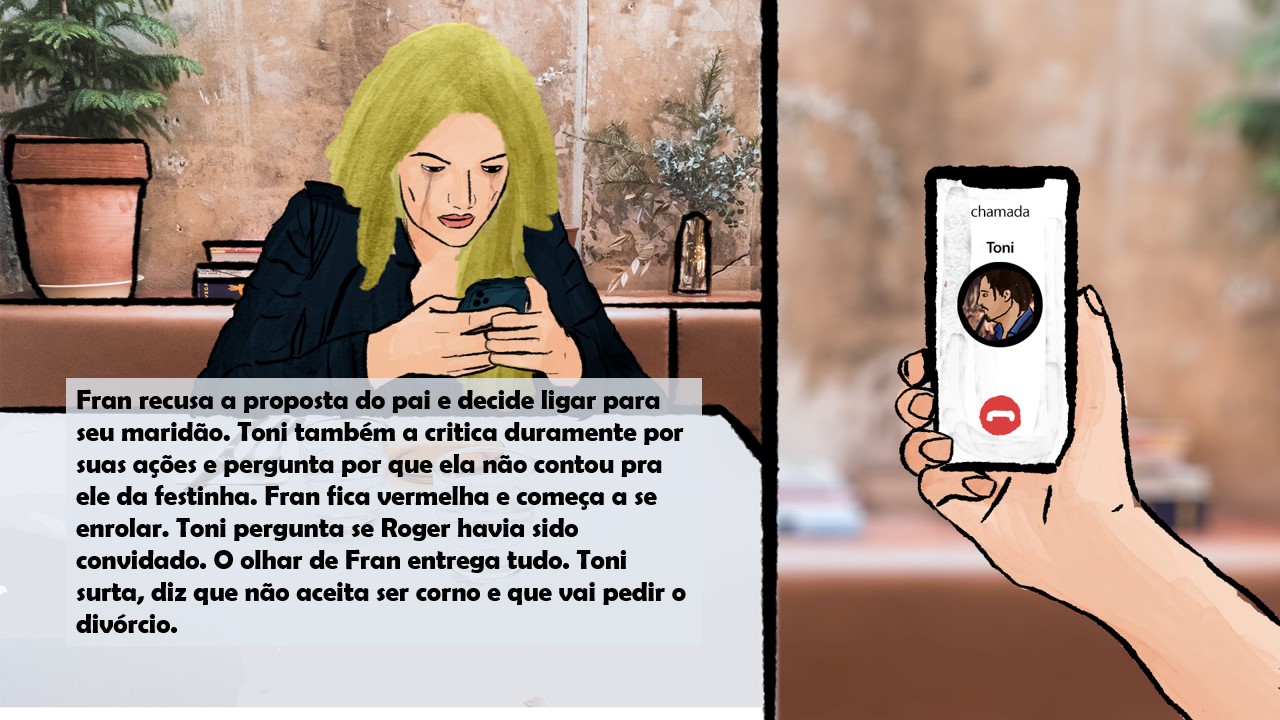 Fran recusa a proposta do pai e decide ligar para
seu maridão. Toni também a critica duramente por
suas ações e pergunta por que ela não contou pra
ele da festinha. Fran fica vermelha e começa a se
enrolar. Toni pergunta se Roger havia sido
convidado. O olhar de Fran entrega tudo. Toni
surta, diz que não aceita ser corno e que vai pedir o
divórcio.
chamada
Toni